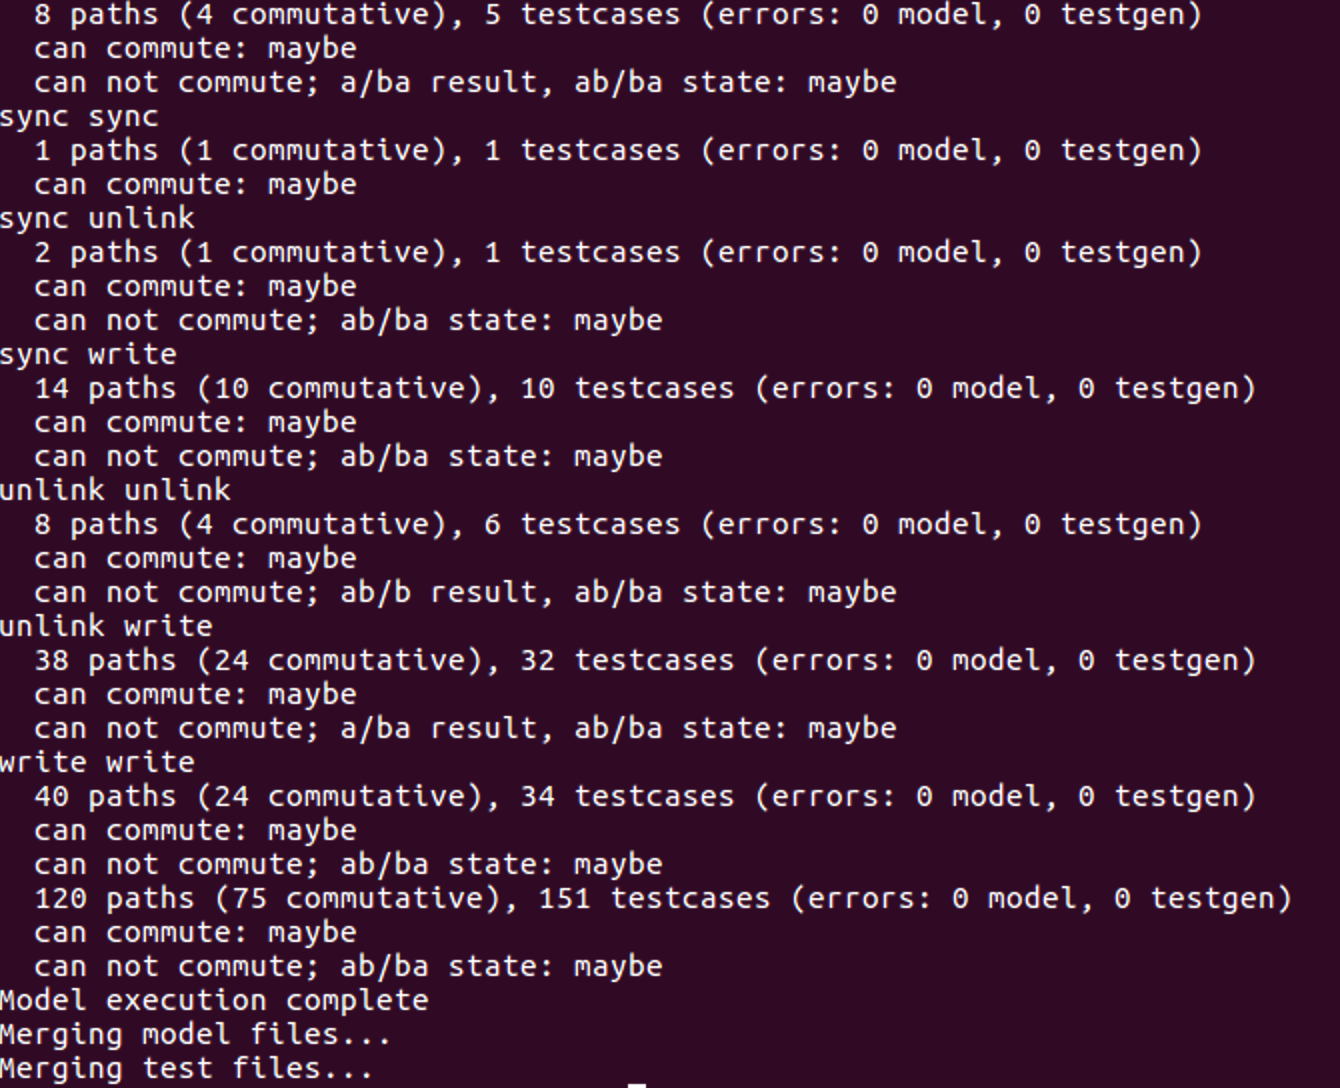 8 paths (4 commutative), 5 testcases (errors: 0 model, 0 testgen)
can commute: maybe
can not commute; a/ba result, ab/ba state: maybe
sync sync
1 paths (1 commutative), 1 testcases (errors: 0 model, 0 testgen)
can commute: maybe
sync unlink
2 paths (1 commutative), 1 testcases (errors: 0 model, 0 testgen)
can commute: maybe
can not commute; ab/ba state: maybe
sync write
14 paths (10 commutative), 10 testcases (errors: 0 model, 0 testgen)
can commute: maybe
can not commute; ab/ba state: maybe
unlink unlink
8 paths (4 commutative), 6 testcases (errors: 0 model, 0 testgen)
can commute: maybe
can not commute; ab/b result, ab/ba state: maybe
unlink write
38 paths (24 commutative), 32 testcases (errors: 0 model, 0 testgen)
can commute: maybe
can not commute; a/ba result, ab/ba state: maybe
write write
40 paths (24 commutative), 34 testcases (errors: 0 model, 0 testgen)
can commute: maybe
can not commute; ab/ba state: maybe
120 paths (75 commutative), 151 testcases (errors: 0 model, 0 testgen)
can commute: maybe
can not commute; ab/ba state: maybe
Model execution complete
Merging model files...
Merging test files...